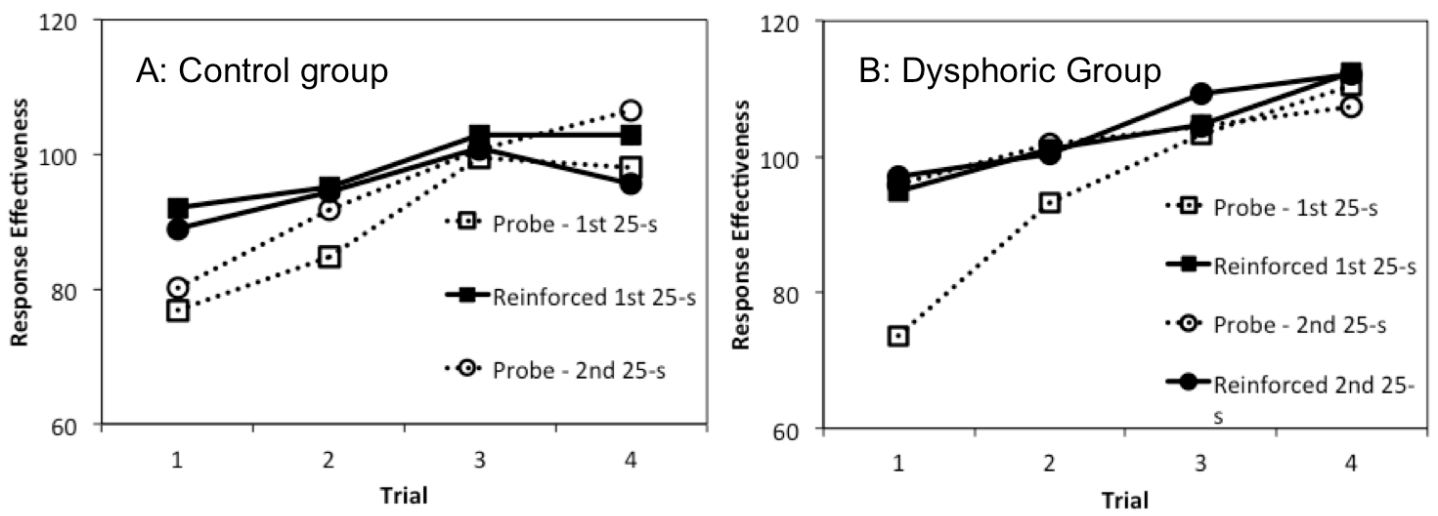 A: Control group
Response Effectiveness
120
100
80
60
Probe - 1st 25-s
Reinforced 1st 25-s
Probe - 2nd 25-s
1 2 3 4
Trial
B: Dysphoric Group
Response Effectiveness
120
100
80
60
Probe - 1st 25-s
Reinforced 1st 25-s
Probe - 2nd 25-s
Reinforced 2nd 25-
s
1 2 3 4
Trial